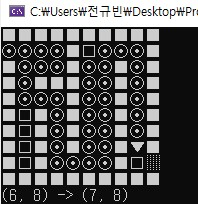 C:₩Users₩전규빈₩Desktop₩Pro
(6, 8) -> (7, 8)